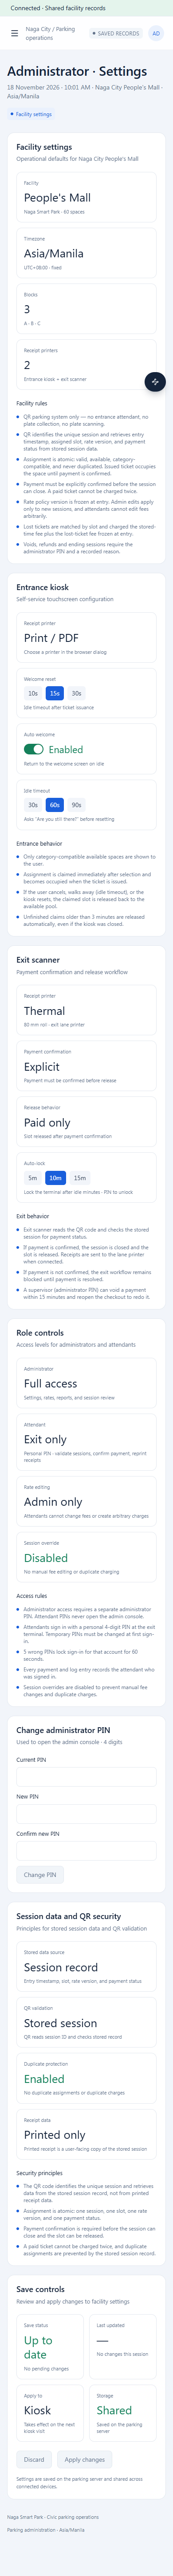 Connected · Shared facility records
Naga City / Parking
operations
SAVED RECORDS
AD
Administrator · Settings
18 November 2026 · 10:01 AM · Naga City People's Mall ·
Asia/Manila
Facility settings
Facility settings
Operational defaults for Naga City People's Mall
Facility
People's Mall
Naga Smart Park · 60 spaces
Timezone
Asia/Manila
UTC+08:00 · fixed
Blocks
3
A · B · C
Receipt printers
2
Entrance kiosk + exit scanner
Facility rules
QR parking system only — no entrance attendant, no
plate collection, no plate scanning.
QR identifies the unique session and retrieves entry
timestamp, assigned slot, rate version, and payment
status from stored session data.
Assignment is atomic: valid, available, category-
compatible, and never duplicated. Issued ticket occupies
the space until payment is confirmed.
Payment must be explicitly confirmed before the session
can close. A paid ticket cannot be charged twice.
Rate policy version is frozen at entrance. Admin edits apply
only to new sessions, and attendants cannot edit fees
arbitrarily.
Lost tickets are matched by slot and charged the stored-
time fee plus the lost-ticket fee frozen at entry.
Voids, refunds and ending sessions require the
administrator PIN and a recorded reason.
Entrance kiosk
Self-service touchscreen configuration
Receipt printer
Print / PDF
Choose a printer in the browser dialog
Welcome reset
10s 15s 30s
Idle timeout after ticket issuance
Auto welcome
Enabled
Return to the welcome screen on idle
Idle timeout
30s 60s 90s
Asks "Are you still there?" before resetting
Entrance behavior
Only category-compatible available spaces are shown to
the user.
Assignment is claimed immediately after selection and
becomes occupied when the ticket is issued.
If the user cancels, walks away (idle timeout), or the
kiosk resets, the claimed slot is released back to the
available pool.
Unfinished claims older than 3 minutes are released
automatically, even if the kiosk was closed.
Exit scanner
Payment confirmation and release workflow
Receipt printer
Thermal
80 mm roll · exit lane printer
Payment confirmation
Explicit
Payment must be confirmed before release
Release behavior
Paid only
Slot released after payment confirmation
Auto-lock
5m 10m 15m
Lock the terminal after idle minutes · PIN to unlock
Exit behavior
Exit scanner reads the QR code and checks the stored
session for payment status.
If payment is confirmed, the session is closed and the
slot is released. Receipts are sent to the lane printer
when connected.
If payment is not confirmed, the exit workflow remains
blocked until payment is resolved.
A supervisor (administrator PIN) can void a payment
within 15 minutes and reopen the checkout to redo it.
Role controls
Access levels for administrators and attendants
Administrator
Full access
Settings, rates, reports, and session review
Attendant
Exit only
Personal PIN · validate sessions, confirm payment, reprint
receipts
Rate editing
Admin only
Attendants cannot change fees or create arbitrary charges
Session override
Disabled
No manual fee editing or duplicate charging
Access rules
Administrator access requires a separate administrator
PIN. Attendant PINs never open the admin console.
Attendants sign in with a personal 4-digit PIN at the exit
terminal. Temporary PINs must be changed at first sign-
in.
5 wrong PINs lock sign-in for that account for 60
seconds.
Every payment and log entry records the attendant who
was signed in.
Session overrides are disabled to prevent manual fee
changes and duplicate charges.
Change administrator PIN
Used to open the admin console · 4 digits
Current PIN
New PIN
Confirm new PIN
Change PIN
Session data and QR security
Principles for stored session data and QR validation
Stored data source
Session record
Entry timestamp, slot, rate version, and payment status
QR validation
Stored session
QR reads session ID and checks stored record
Duplicate protection
Enabled
No duplicate assignments or duplicate charges
Receipt data
Printed only
Printed receipt is a user-facing copy of the stored session
Security principles
The QR code identifies the unique session and retrieves
data from the stored session record, not from printed
receipt data.
Assignment is atomic: one session, one slot, one rate
version, and one payment status.
Payment confirmation is required before the session can
close and the slot can be released.
A paid ticket cannot be charged twice, and duplicate
assignments are prevented by the stored session record.
Save controls
Review and apply changes to facility settings
Save status
Up to
date
No pending changes
Last updated
—
No changes this session
Apply to
Kiosk
Takes effect on the next
kiosk visit
Storage
Shared
Saved on the parking
server
Discard
Apply changes
Settings are saved on the parking server and shared across
connected devices.
Naga Smart Park · Civic parking operations
Parking administration · Asia/Manila